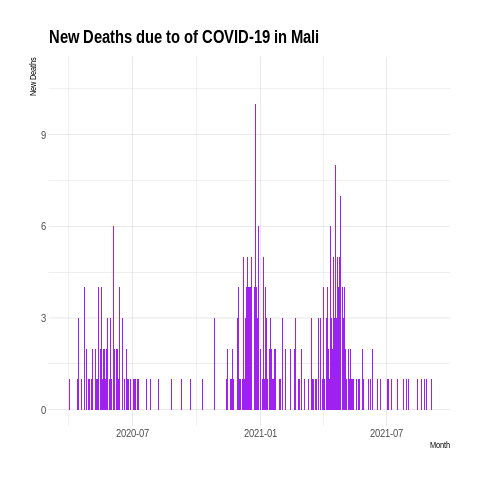 New Deaths due to of COVID-19 in Mali
New Deaths
9
6
3
0
2020-07 2021-01 2021-07
Month